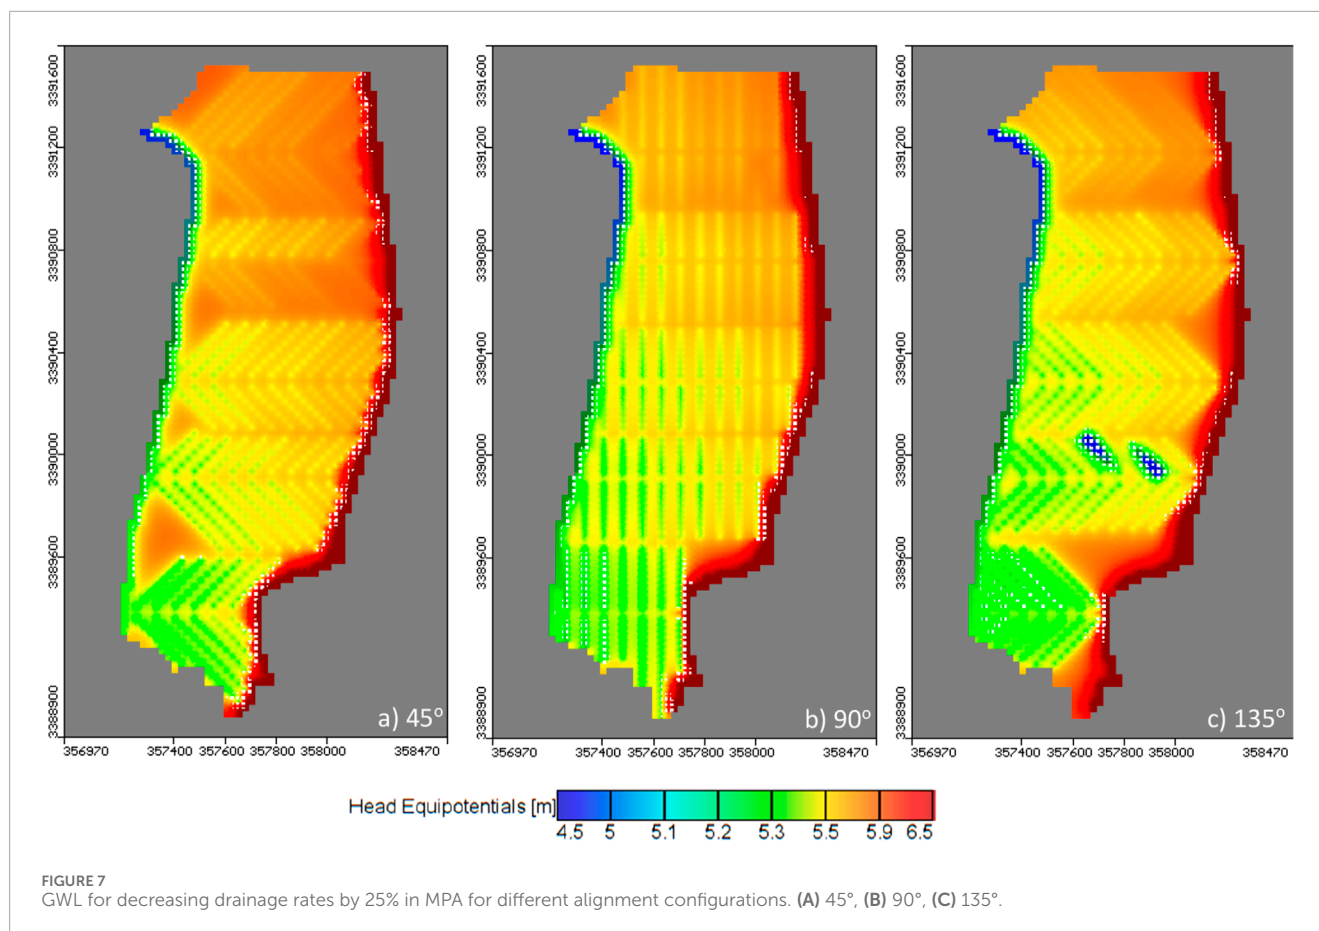 3391600
3391200
3390800
3390400
3390000
3389600
3388900
a) 45º
356970 357400 357600 357800 358000 358470
3391600
3391200
3390800
3390400
3390000
3389600
3388900
b) 90º
356970 357400 357600 357800 358000 358470
3391600
3391200
3390800
3390400
3390000
3389600
3388900
c) 135º
356970 357400 357600 357800 358000 358470
Head Equipotentials [m]
4.5 5 5.1 5.2 5.3 5.5 5.9 6.5
FIGURE 7
GWL for decreasing drainage rates by 25% in MPA for different alignment configurations. (A) 45°, (B) 90°, (C) 135°.